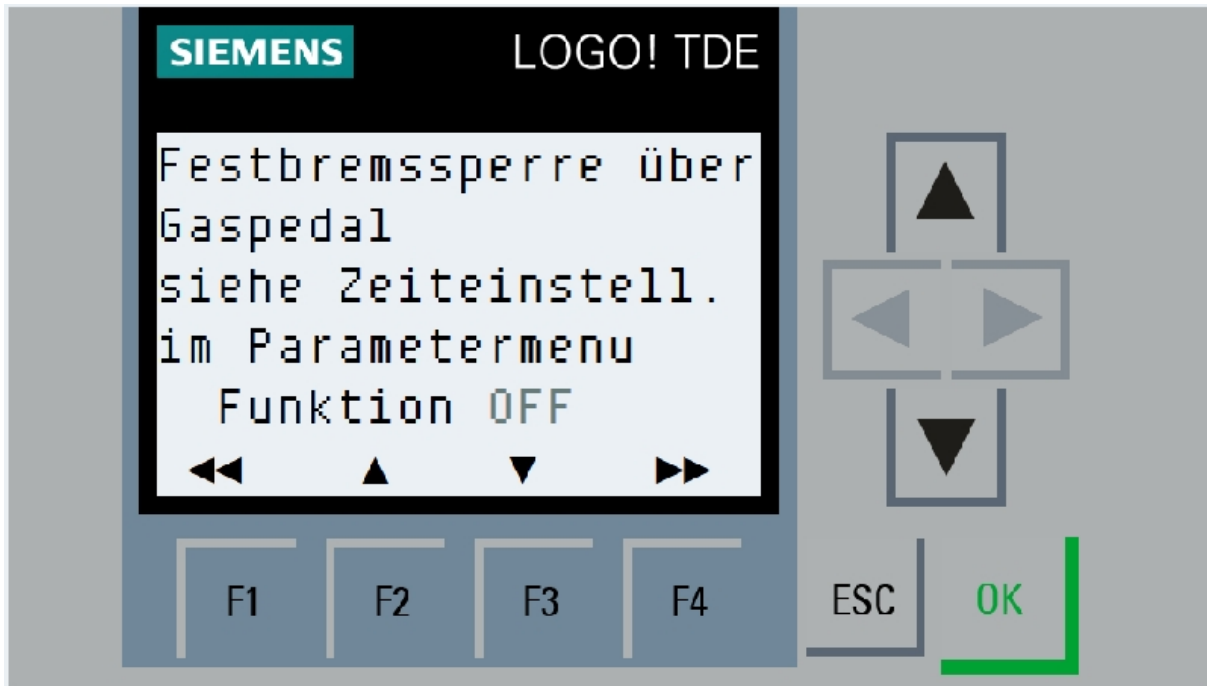 SIEMENS LOGO! TDE
Festbremssperre über
Gaspedal
siehe Zeiteinstell.
im Parametermenu
Funktion OFF
F1 F2 F3 F4 ESC OK